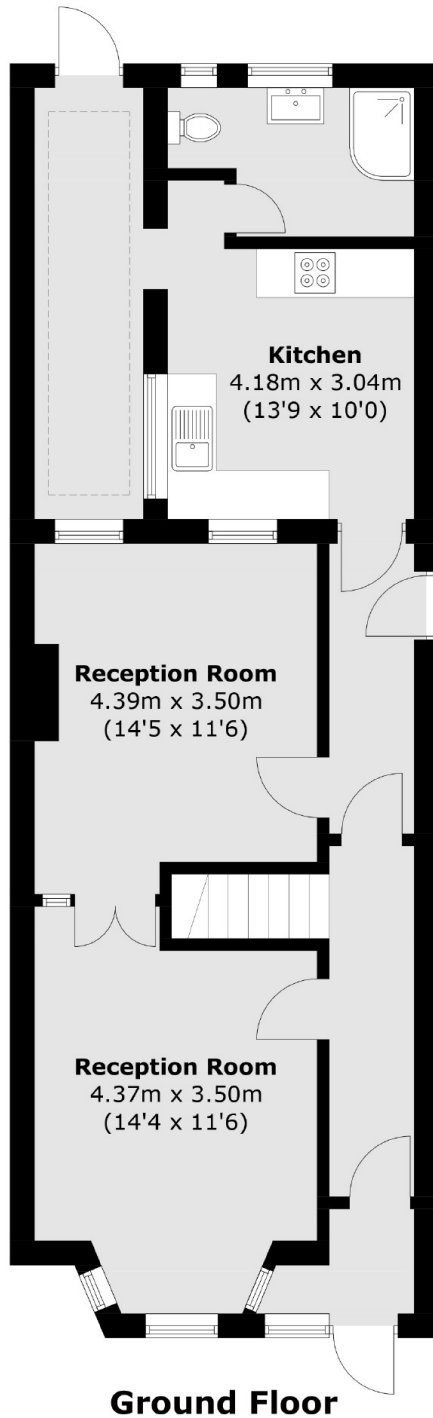 Kitchen
4.18m x 3.04m
(13'9 x 10'0)
Reception Room
4.39m x 3.50m
(14'5 x 11'6)
Reception Room
4.37m x 3.50m
(14'4 x 11'6)
Ground Floor